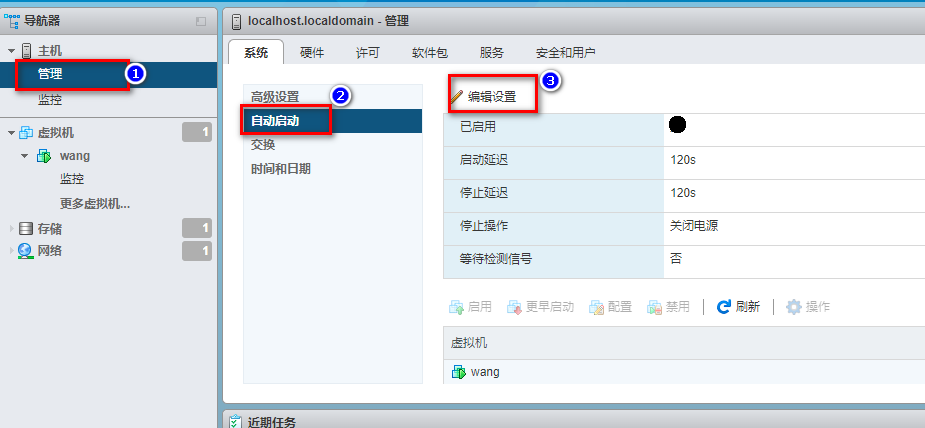 导航器
主机
管理 1
监控
虚拟机 1
wang
监控
更多虚拟机...
存储 1
网络 1
localhost.localdomain - 管理
系统 硬件 许可 软件包 服务 安全和用户
高级设置 2
自动启动
交换
时间和日期
编辑设置 3
已启用
启动延迟 120s
停止延迟 120s
停止操作 关闭电源
等待检测信号 否
启用 更早启动 配置 禁用 刷新 操作
虚拟机
wang
近期任务